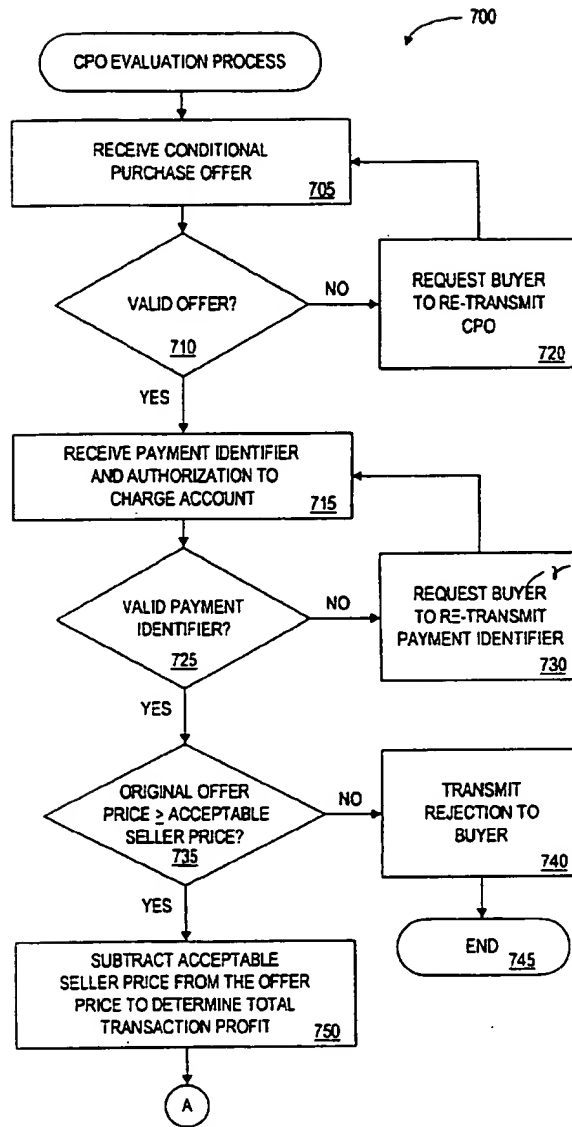 700
CPO EVALUATION PROCESS
RECEIVE CONDITIONAL
PURCHASE OFFER
705
VALID OFFER?
710
NO
REQUEST BUYER
TO RE-TRANSMIT
CPO
720
YES
RECEIVE PAYMENT IDENTIFIER
AND AUTHORIZATION TO
CHARGE ACCOUNT
715
VALID PAYMENT
IDENTIFIER?
725
NO
REQUEST BUYER
TO RE-TRANSMIT
PAYMENT IDENTIFIER
730
YES
ORIGINAL OFFER
PRICE ≥ ACCEPTABLE
SELLER PRICE?
735
NO
TRANSMIT
REJECTION TO
BUYER
740
END
745
YES
SUBTRACT ACCEPTABLE
SELLER PRICE FROM THE OFFER
PRICE TO DETERMINE TOTAL
TRANSACTION PROFIT
750
A